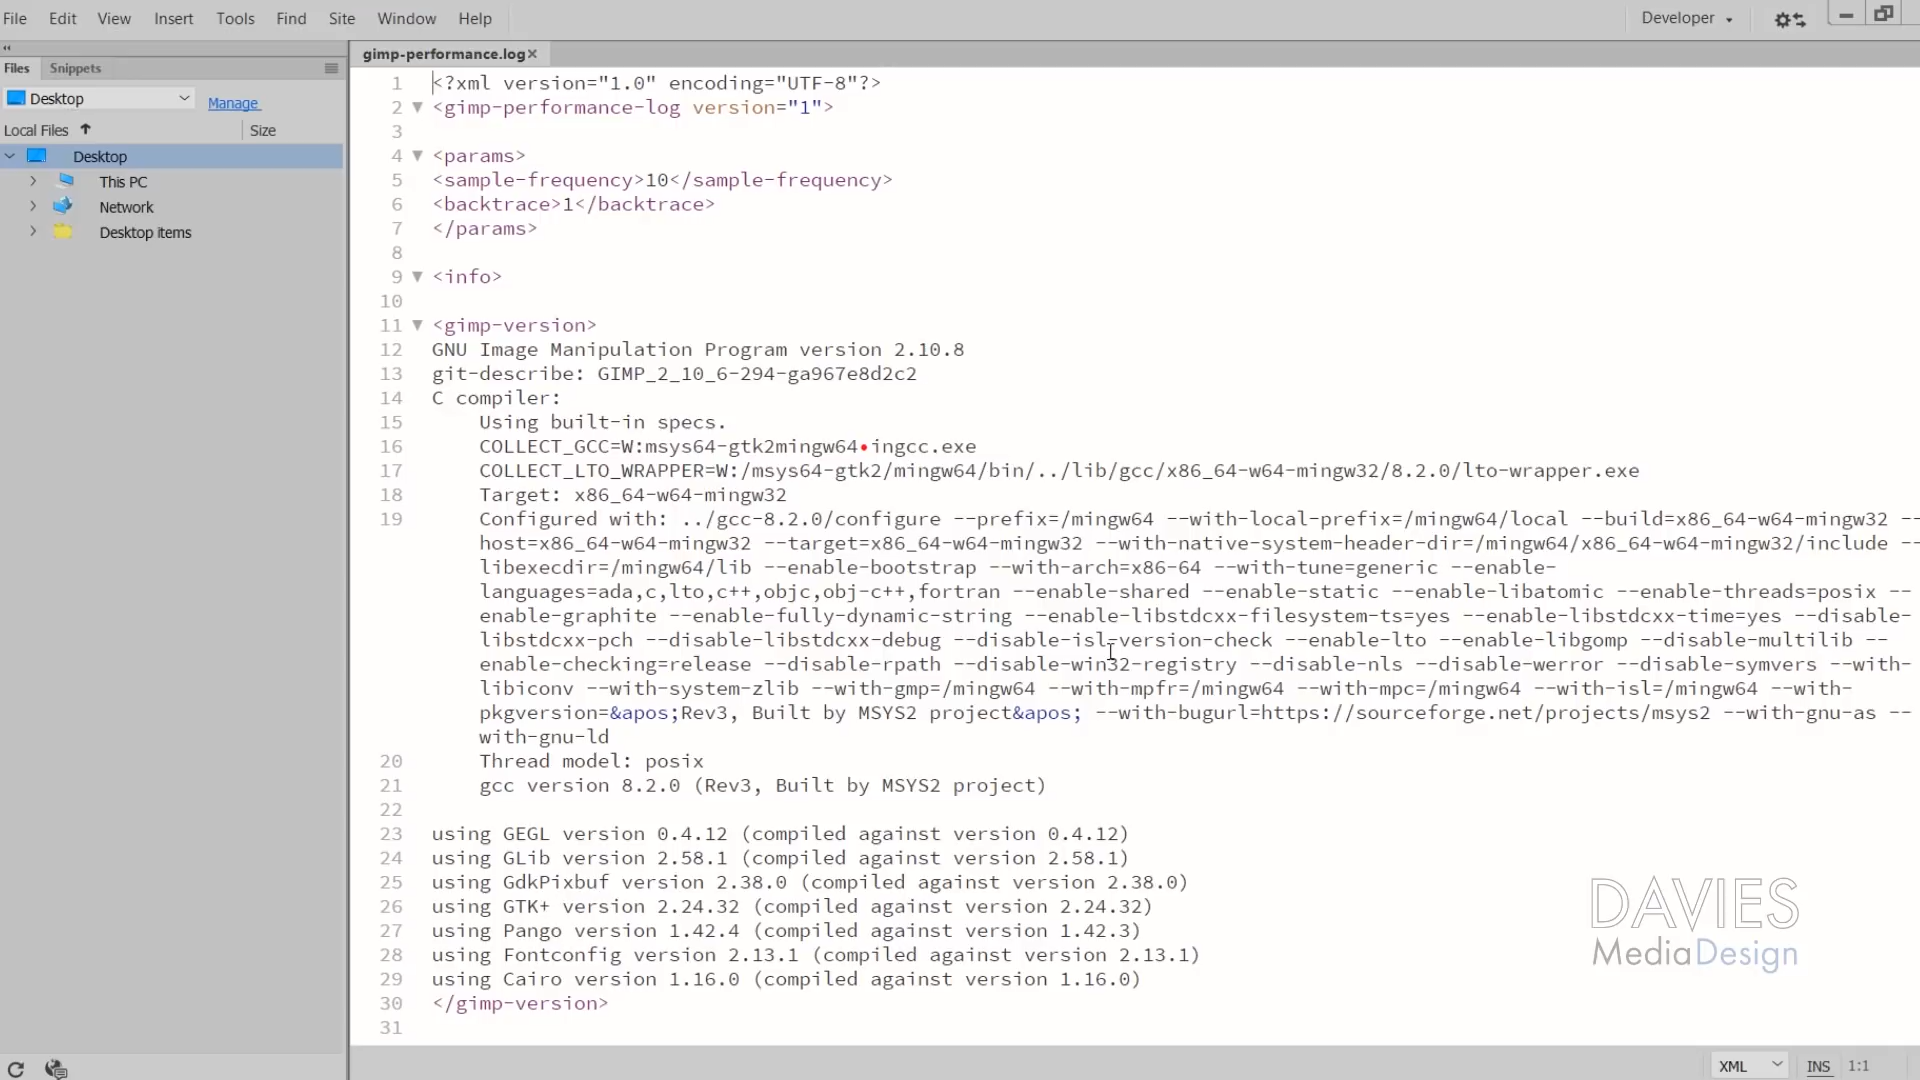 File Edit View Insert Tools Find Site Window Help
Developer
Files Snippets
gimp-performance.log
Desktop
Manage
Local Files Size
Desktop
This PC
Network
Desktop items
1 <?xml version="1.0" encoding="UTF-8"?>
2 <gimp-performance-log version="1">
3
4 <params>
5 <sample-frequency>10</sample-frequency>
6 <backtrace>1</backtrace>
7 </params>
8
9 <info>
10
11 <gimp-version>
12 GNU Image Manipulation Program version 2.10.8
13 git-describe: GIMP_2_10_6-294-ga967e8d2c2
14 C compiler:
15 Using built-in specs.
16 COLLECT_GCC=W:msys64-gtk2mingw64•ingcc.exe
17 COLLECT_LTO_WRAPPER=W:/msys64-gtk2/mingw64/bin/../lib/gcc/x86_64-w64-mingw32/8.2.0/lto-wrapper.exe
18 Target: x86_64-w64-mingw32
19 Configured with: ../gcc-8.2.0/configure --prefix=/mingw64 --with-local-prefix=/mingw64/local --build=x86_64-w64-mingw32 --
host=x86_64-w64-mingw32 --target=x86_64-w64-mingw32 --with-native-system-header-dir=/mingw64/x86_64-w64-mingw32/include --
libexecdir=/mingw64/lib --enable-bootstrap --with-arch=x86-64 --with-tune=generic --enable-
languages=ada,c,lto,c++,objc,obj-c++,fortran --enable-shared --enable-static --enable-libatomic --enable-threads=posix --
enable-graphite --enable-fully-dynamic-string --enable-libstdcxx-filesystem-ts=yes --enable-libstdcxx-time=yes --disable-
libstdcxx-pch --disable-libstdcxx-debug --disable-isl-version-check --enable-lto --enable-libgomp --disable-multilib --
enable-checking=release --disable-rpath --disable-win32-registry --disable-nls --disable-werror --disable-symvers --with-
libiconv --with-system-zlib --with-gmp=/mingw64 --with-mpfr=/mingw64 --with-mpc=/mingw64 --with-isl=/mingw64 --with-
pkgversion=&apos;Rev3, Built by MSYS2 project&apos; --with-bugurl=https://sourceforge.net/projects/msys2 --with-gnu-as --
with-gnu-ld
20 Thread model: posix
21 gcc version 8.2.0 (Rev3, Built by MSYS2 project)
22
23 using GEGL version 0.4.12 (compiled against version 0.4.12)
24 using GLib version 2.58.1 (compiled against version 2.58.1)
25 using GdkPixbuf version 2.38.0 (compiled against version 2.38.0)
26 using GTK+ version 2.24.32 (compiled against version 2.24.32)
27 using Pango version 1.42.4 (compiled against version 1.42.3)
28 using Fontconfig version 2.13.1 (compiled against version 2.13.1)
29 using Cairo version 1.16.0 (compiled against version 1.16.0)
30 </gimp-version>
31
DAVIES
MediaDesign
XML INS 1:1